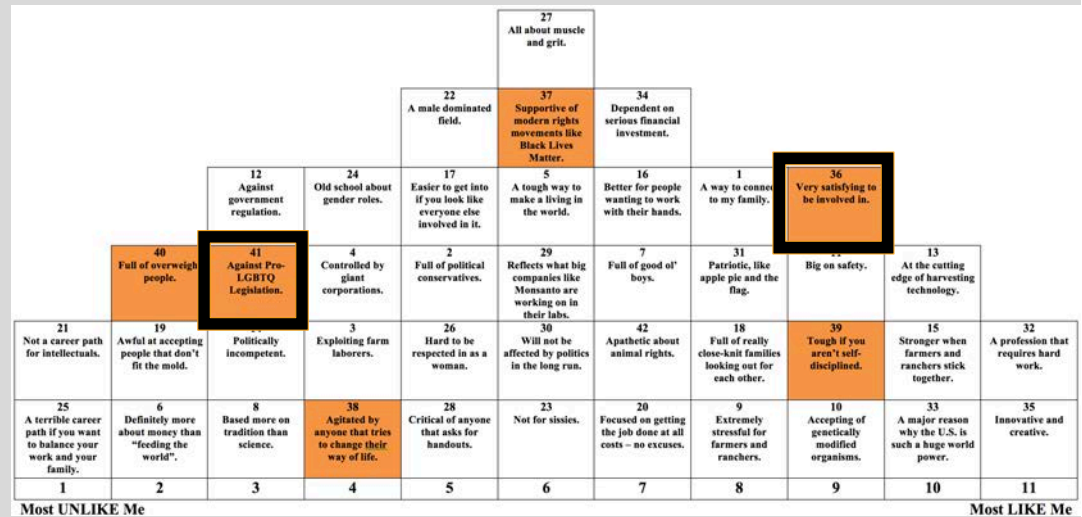 27
All about muscle
and grit.
22
A male dominated
field.
37
Supportive of
modern rights
movements like
Black Lives
Matter.
34
Dependent on
serious financial
investment.
12
Against
government
regulation.
24
Old school about
gender roles.
17
Easier to get into
if you look like
everyone else
involved in it.
5
A tough way to
make a living in
the world.
16
Better for people
wanting to work
with their hands.
1
A way to connec
to my family.
36
Very satisfying to
be involved in.
40
Full of overweigh
people.
41
Against Pro-
LGBTQ
Legislation.
4
Controlled by
giant
corporations.
2
Full of political
conservatives.
29
Reflects what big
companies like
Monsanto are
working on in
their labs.
7
Full of good ol'
boys.
31
Patriotic, like
apple pie and the
flag.
Big on safety.
13
At the cutting
edge of harvesting
technology.
21
Not a career path
for intellectuals.
19
Awful at accepting
people that don't
fit the mold.
Politically
incompetent.
3
Exploiting farm
laborers.
26
Hard to be
respected in as a
woman.
30
Will not be
affected by politics
in the long run.
42
Apathetic about
animal rights.
18
Full of really
close-knit families
looking out for
each other.
39
Tough if you
aren't self-
disciplined.
15
Stronger when
farmers and
ranchers stick
together.
32
A profession that
requires hard
work.
25
A terrible career
path if you want
to balance your
work and your
family.
6
Definitely more
about money than
“feeding the
world”.
8
Based more on
tradition than
science.
38
Agitated by
anyone that tries
to change their
way of life.
28
Critical of anyone
that asks for
handouts.
23
Not for sissies.
20
Focused on getting
the job done at all
costs – no excuses.
9
Extremely
stressful for
farmers and
ranchers.
10
Accepting of
genetically
modified
organisms.
33
A major reason
why the U.S. is
such a huge world
power.
35
Innovative and
creative.
1 2 3 4 5 6 7 8 9 10 11
Most UNLIKE Me Most LIKE Me